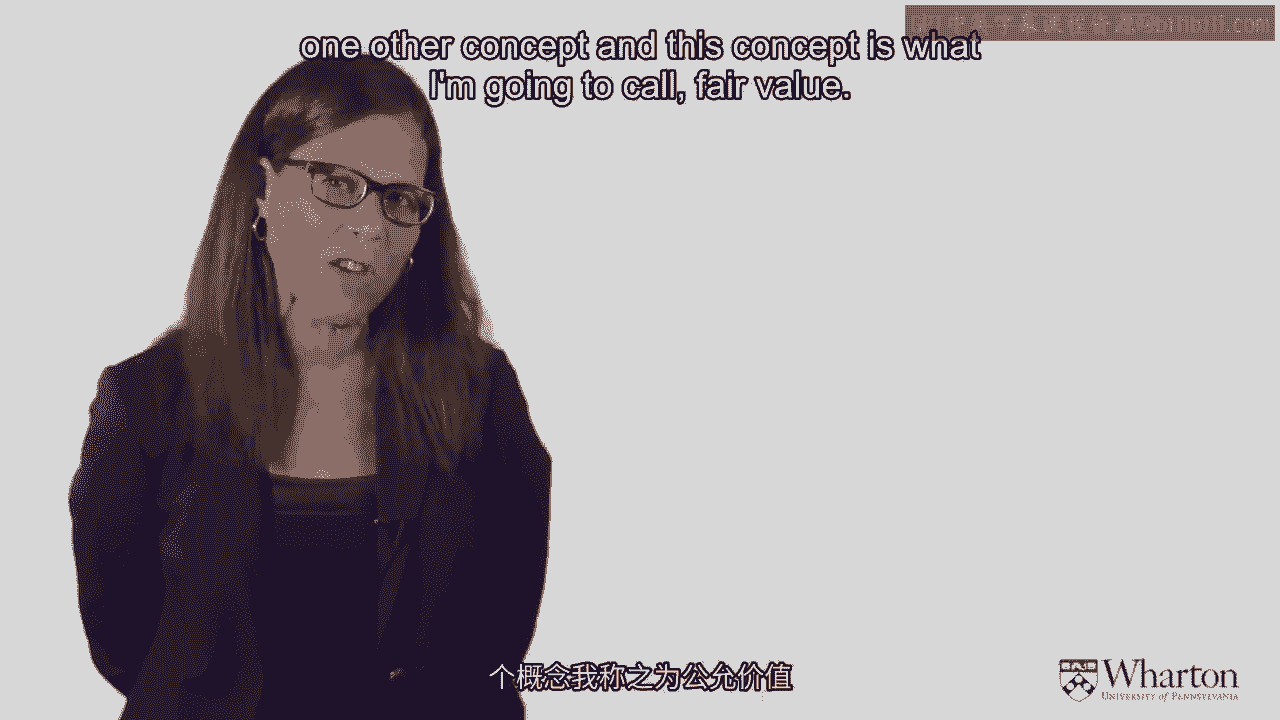 one other concept and this concept is what
I'm going to call, fair value.
个概念我称之为公允价值
Wharton
UNIVERSITY of PENNSYLVANIA